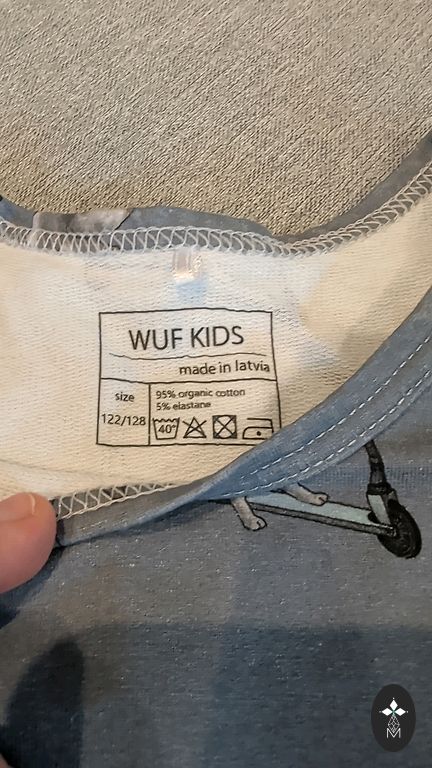 WUF KIDS
made in latvia
size
122/128
95% organic cotton
5% elastane
40°
M